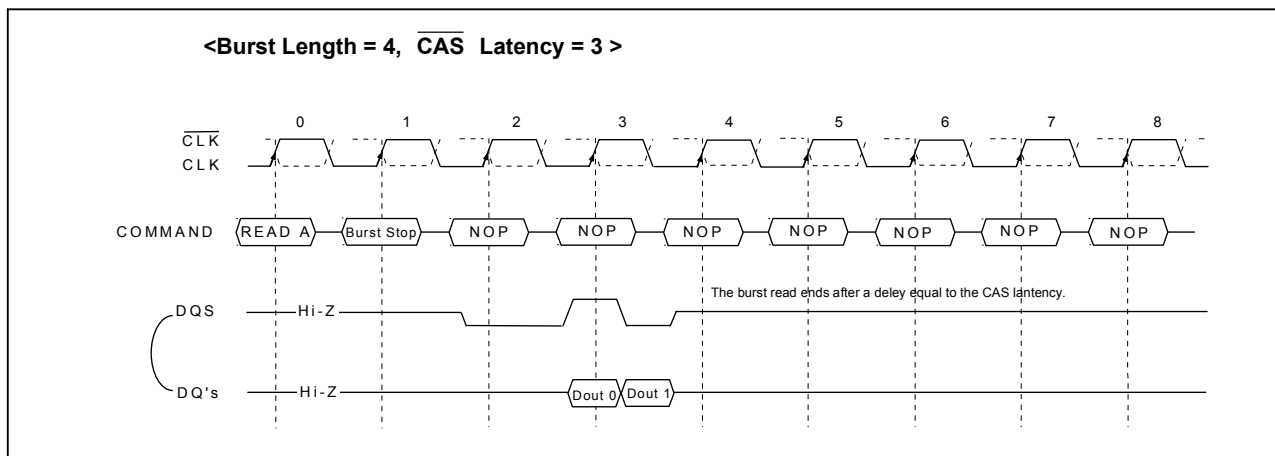 <Burst Length = 4, CAS Latency = 3 >
0 1 2 3 4 5 6 7 8
CLK
CLK
COMMAND READ A Burst Stop NOP NOP NOP NOP NOP NOP NOP
The burst read ends after a deley equal to the CAS lantency.
DQS Hi-Z
DQ's Hi-Z Dout 0 Dout 1